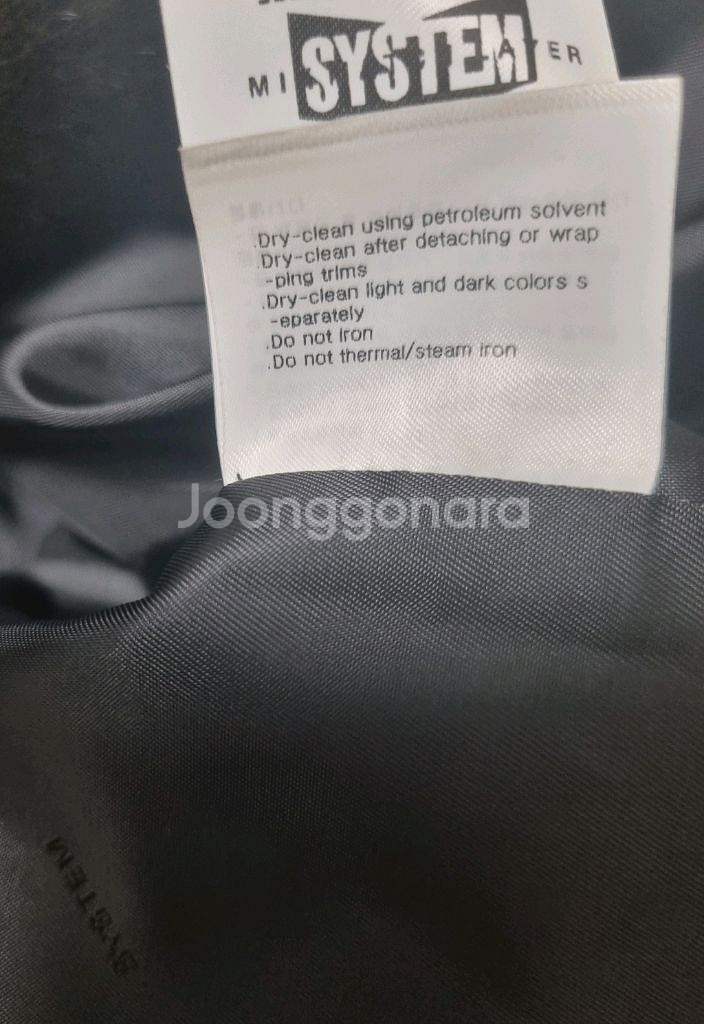 SYSTEM
.Dry-clean using petroleum solvent
.Dry-clean after detaching or wrap
-ping trims
.Dry-clean light and dark colors s
-eparately
.Do not iron
.Do not thermal/steam iron
Joonggonara
SYSTEM